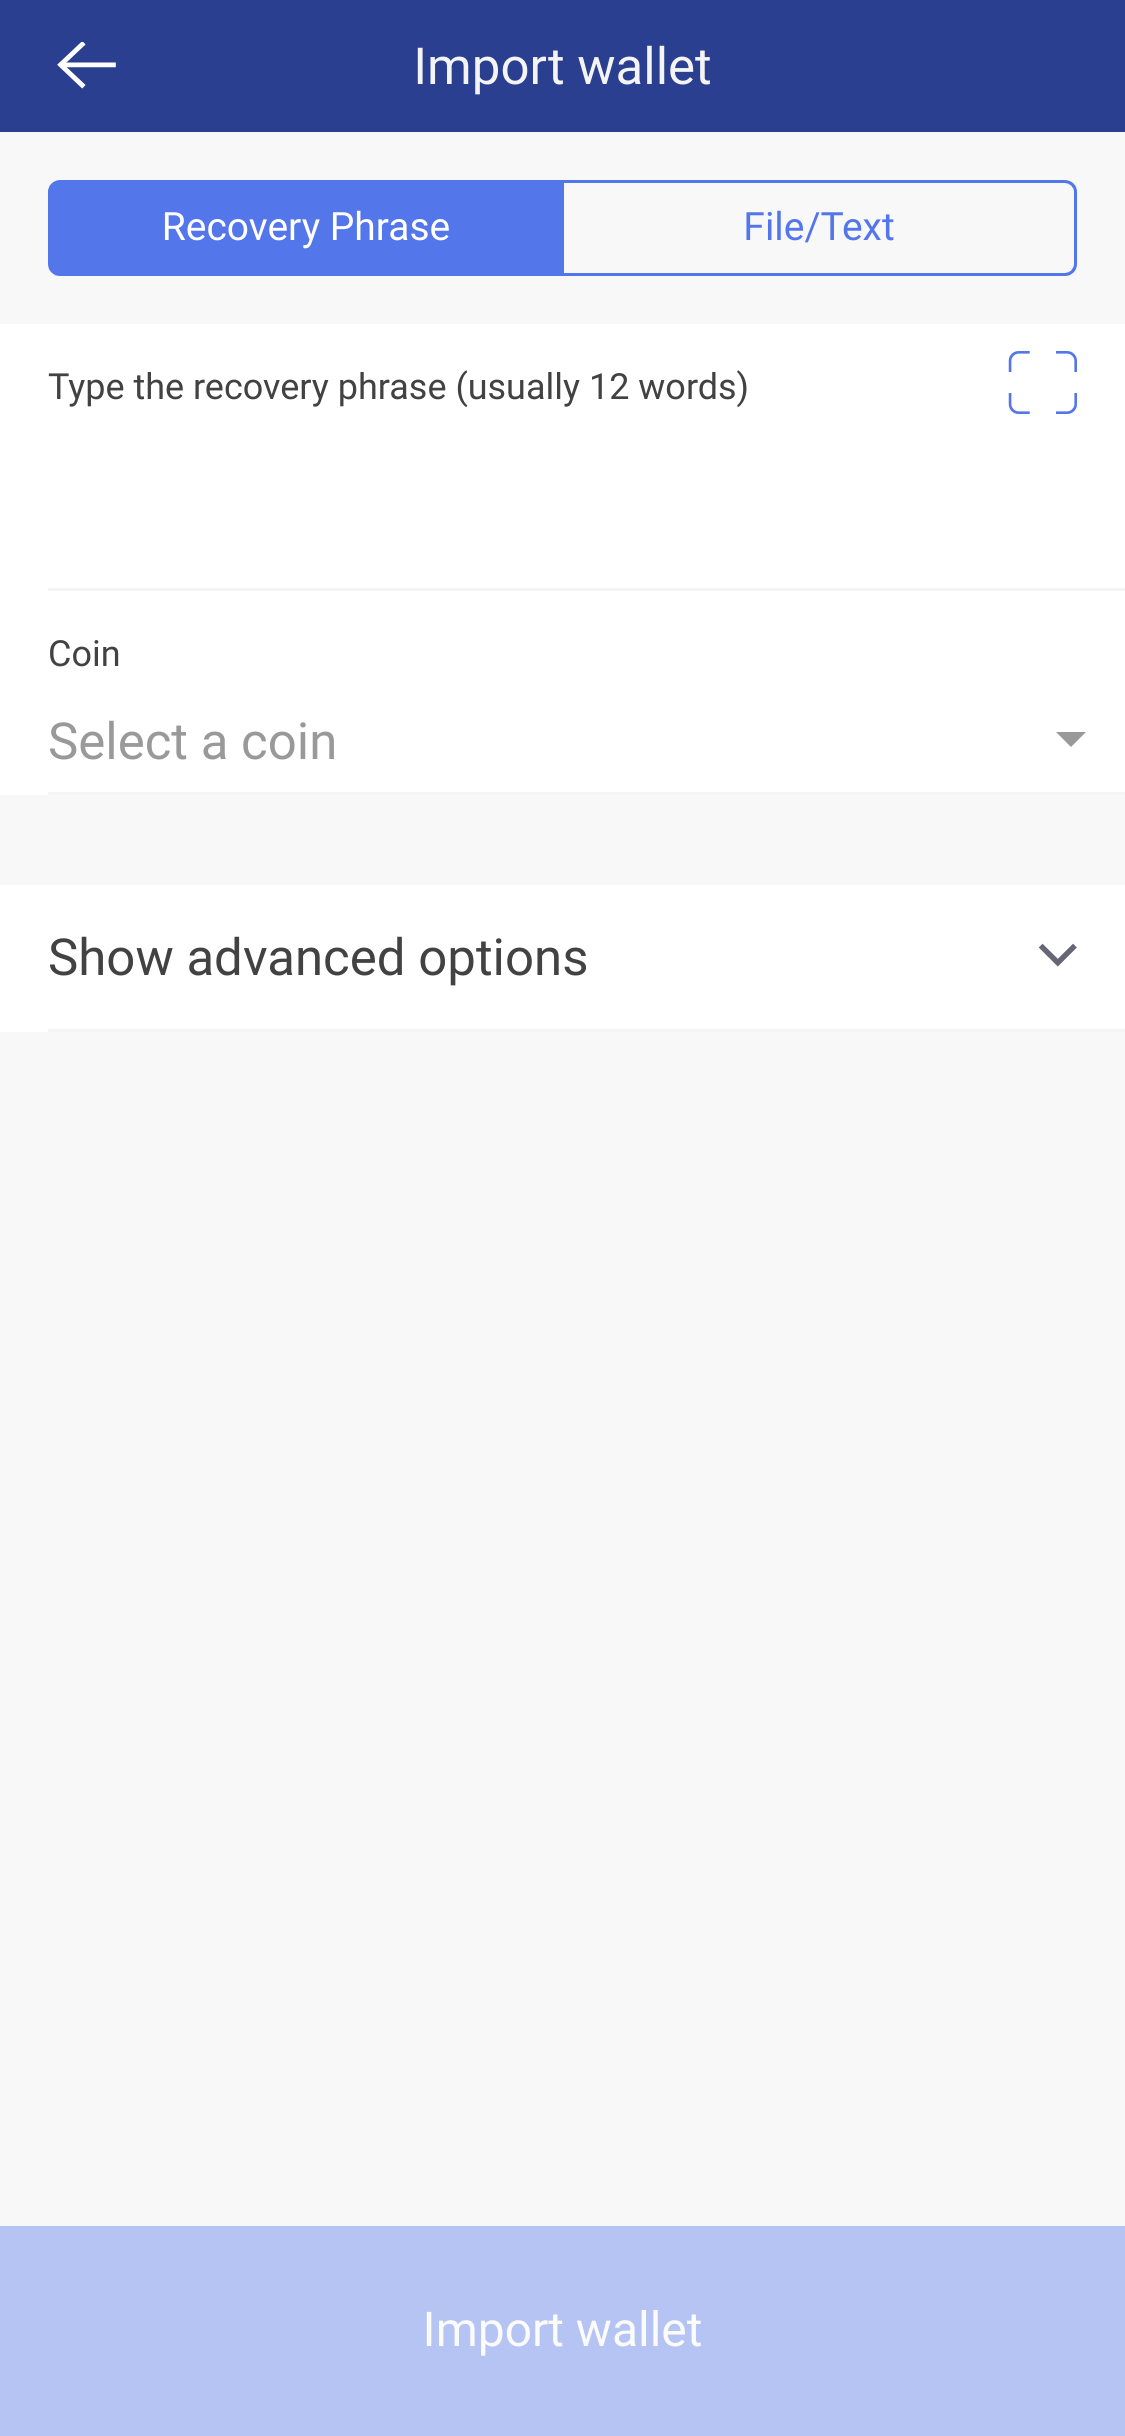 Import wallet
Recovery Phrase
File/Text
Type the recovery phrase (usually 12 words)
Coin
Select a coin
Show advanced options
Import wallet